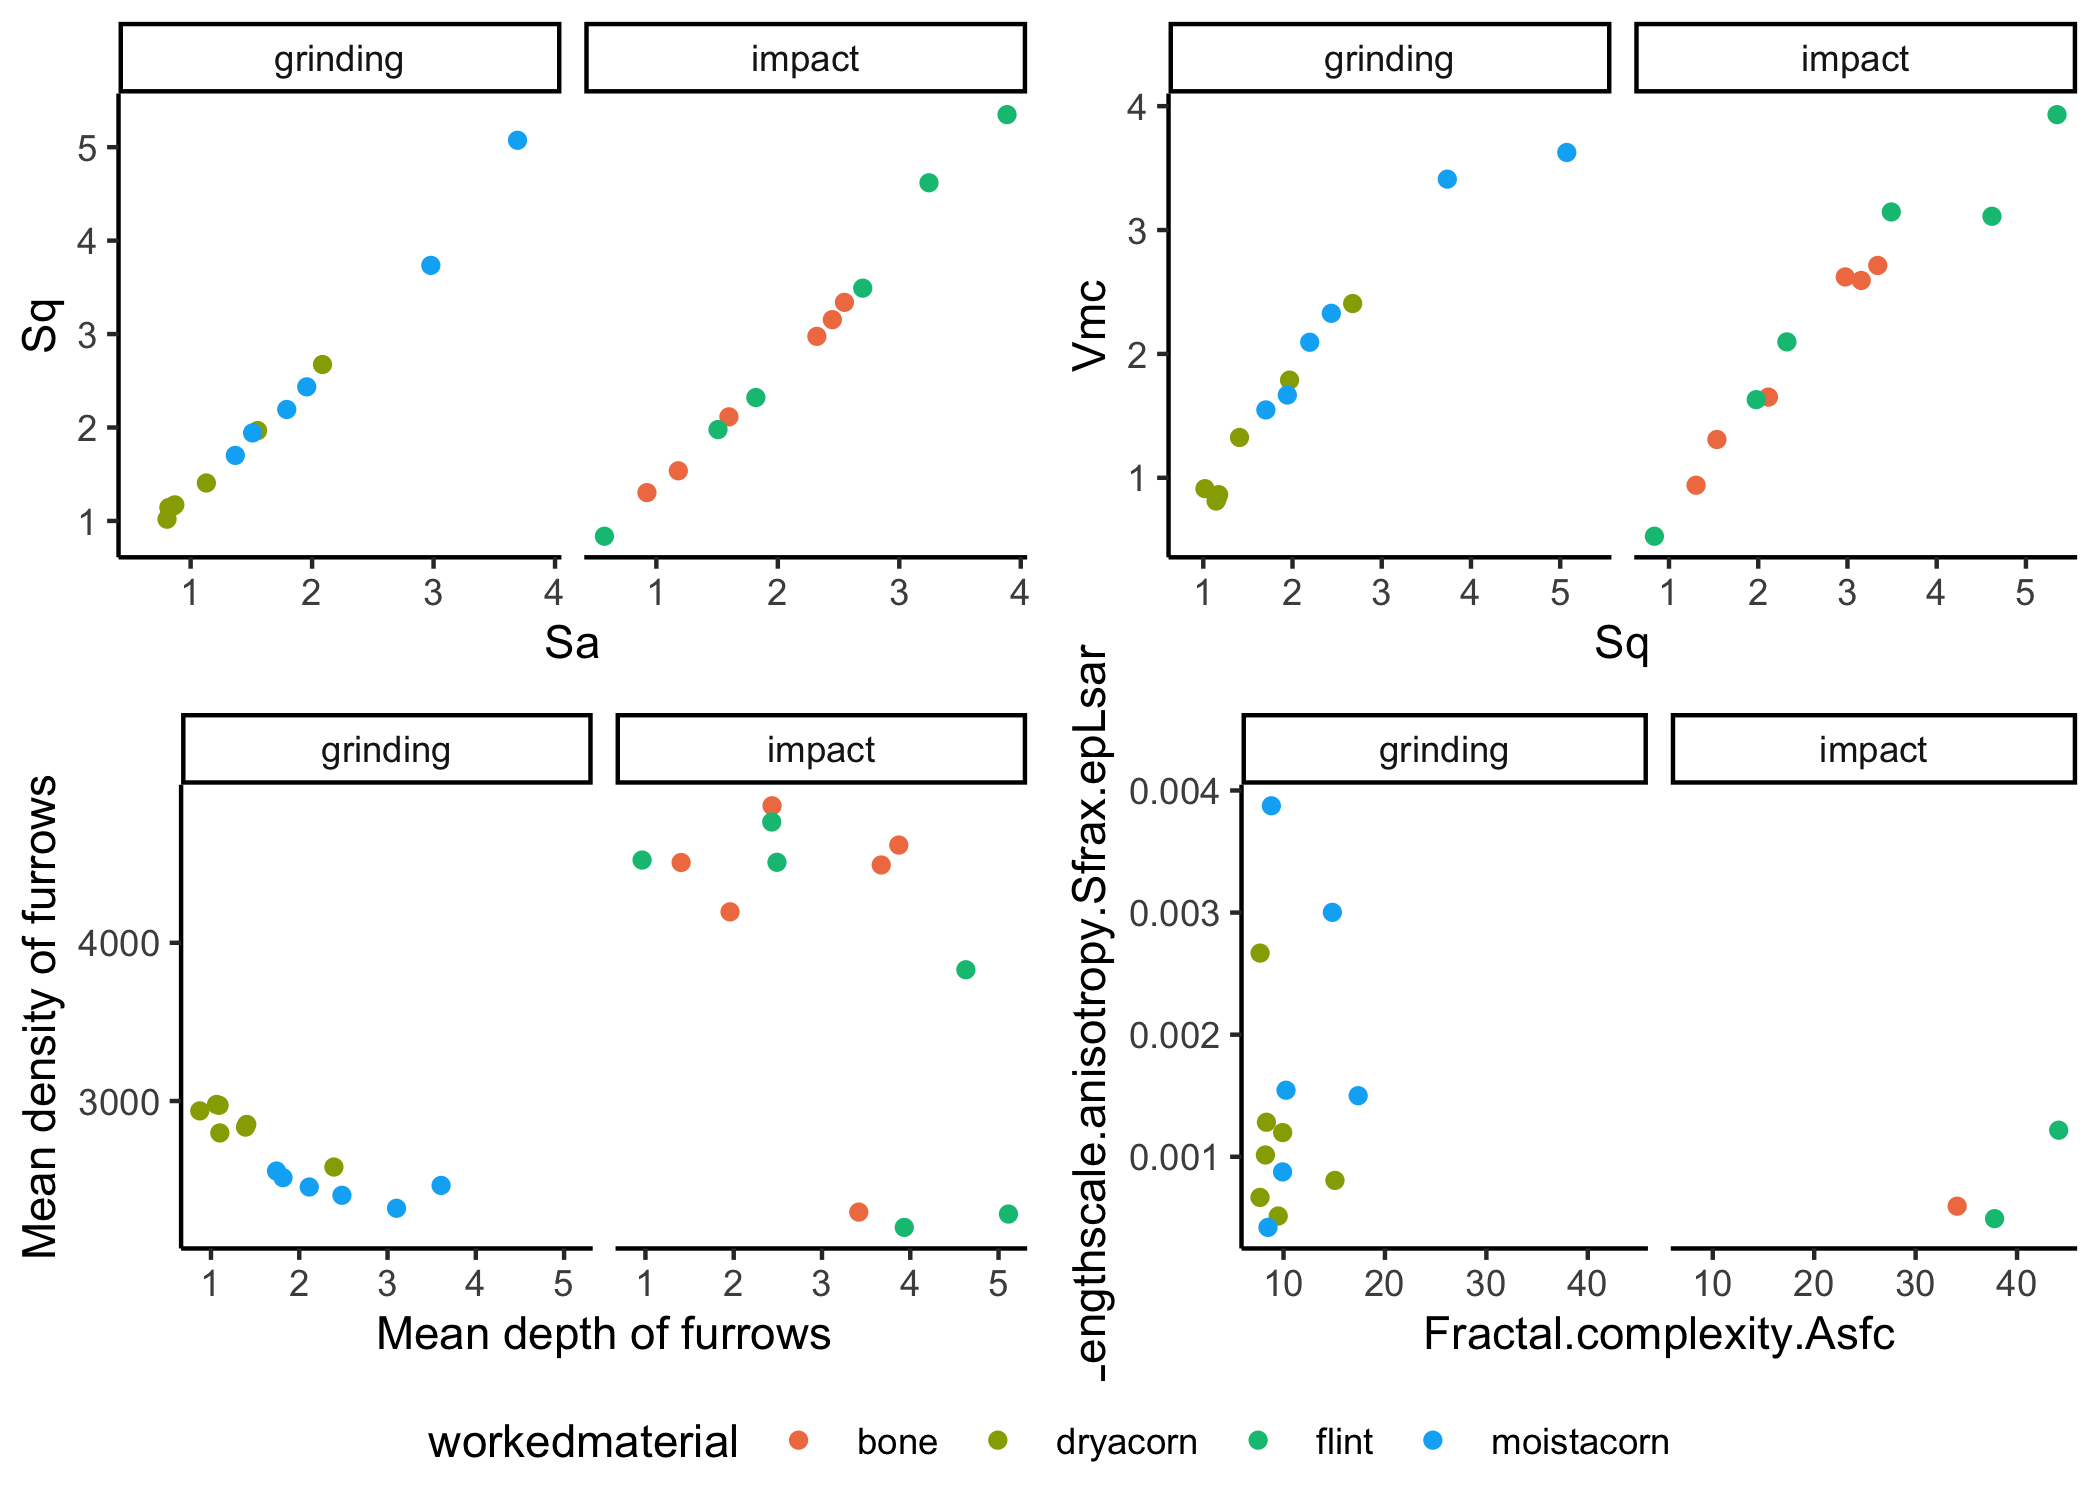 grinding impact
5
4
3
2
1
Sq
1 2 3 4 1 2 3 4
Sa
grinding impact
4
3
2
1
Vmc
1 2 3 4 5 1 2 3 4 5
Sq
grinding impact
4000
3000
Mean density of furrows
1 2 3 4 5 1 2 3 4 5
Mean depth of furrows
grinding impact
0.004
0.003
0.002
0.001
engthscale.anisotropy.Sfrax.epLsar
10 20 30 40 10 20 30 40
Fractal.complexity.Asfc
workedmaterial bone dryacorn flint moistacorn